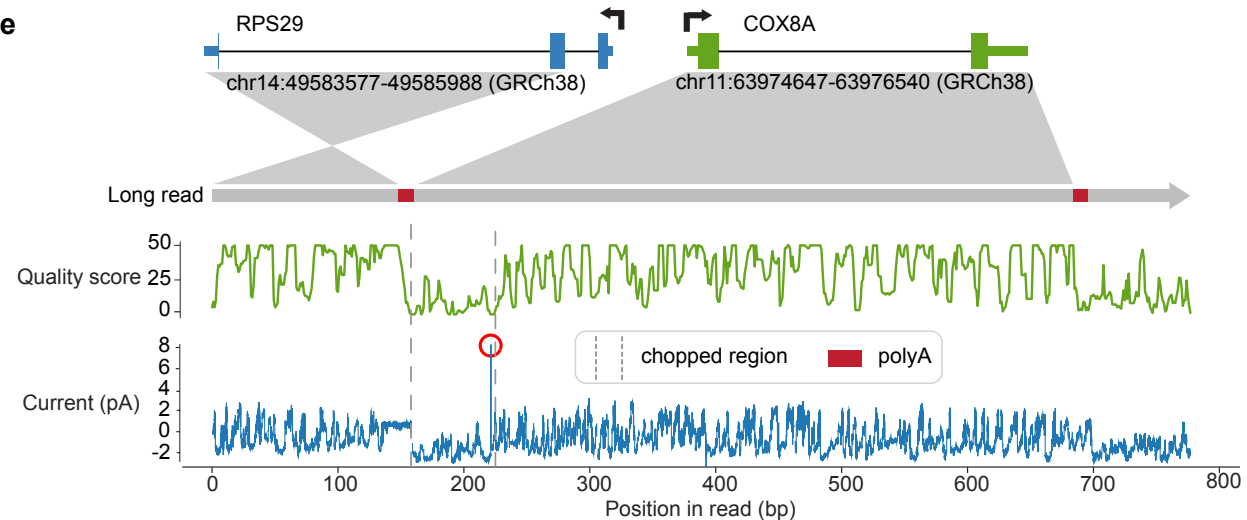 e
RPS29
COX8A
chr14:49583577-49585988 (GRCh38)
chr11:63974647-63976540 (GRCh38)
Long read
Quality score
50
25
0
chopped region
polyA
Current (pA)
8
6
4
2
0
-2
0 100 200 300 400 500 600 700 800
Position in read (bp)